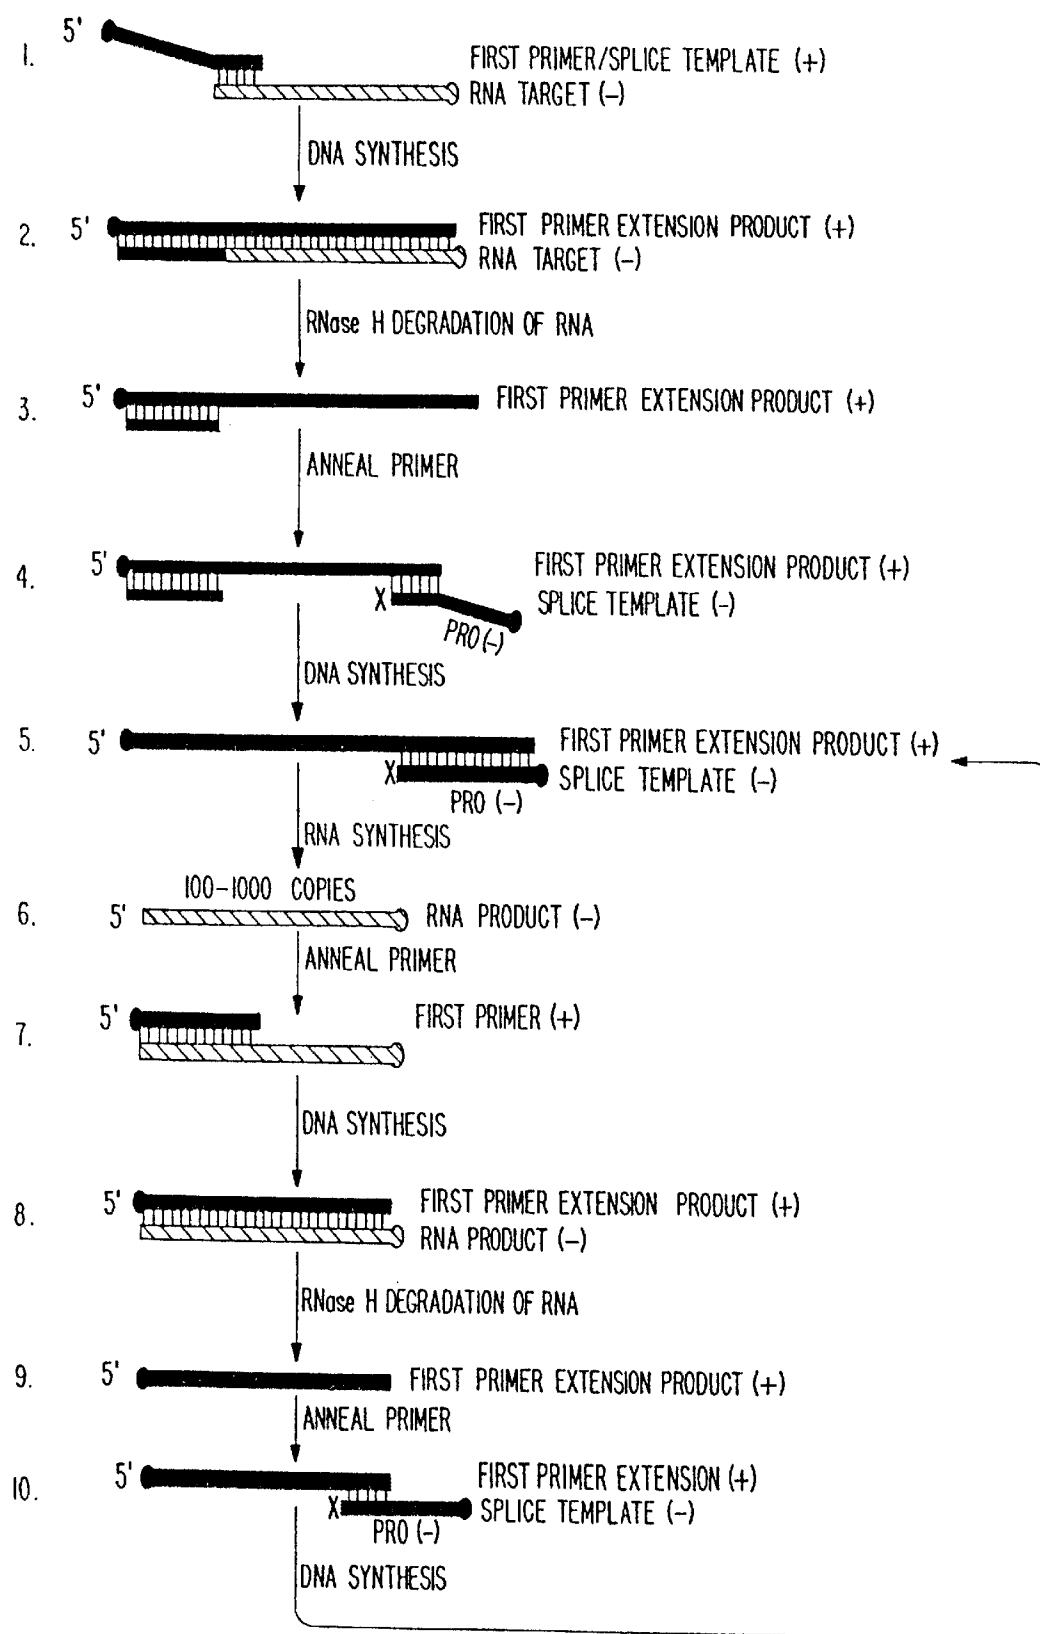 1.
5'
FIRST PRIMER/SPLICE TEMPLATE (+)
RNA TARGET (-)
DNA SYNTHESIS
2.
5'
FIRST PRIMER EXTENSION PRODUCT (+)
RNA TARGET (-)
RNase H DEGRADATION OF RNA
3.
5'
FIRST PRIMER EXTENSION PRODUCT (+)
ANNEAL PRIMER
4.
5'
FIRST PRIMER EXTENSION PRODUCT (+)
X
SPLICE TEMPLATE (-)
PRO (-)
DNA SYNTHESIS
5.
5'
FIRST PRIMER EXTENSION PRODUCT (+)
X
SPLICE TEMPLATE (-)
PRO (-)
RNA SYNTHESIS
100-1000 COPIES
6.
5'
RNA PRODUCT (-)
ANNEAL PRIMER
7.
5'
FIRST PRIMER (+)
DNA SYNTHESIS
8.
5'
FIRST PRIMER EXTENSION PRODUCT (+)
RNA PRODUCT (-)
RNase H DEGRADATION OF RNA
9.
5'
FIRST PRIMER EXTENSION PRODUCT (+)
ANNEAL PRIMER
10.
5'
FIRST PRIMER EXTENSION (+)
X
SPLICE TEMPLATE (-)
PRO (-)
DNA SYNTHESIS